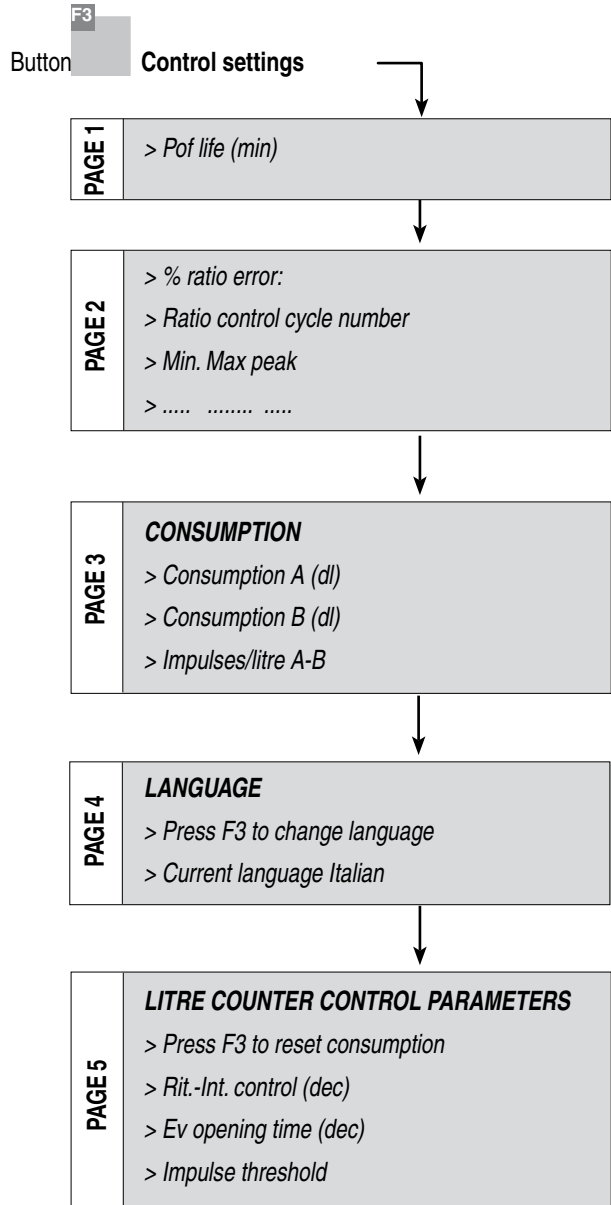 F3
Button Control settings
PAGE 1
> Pof life (min)
PAGE 2
> % ratio error:
> Ratio control cycle number
> Min. Max peak
> ..... ........ .....
PAGE 3
CONSUMPTION
> Consumption A (dl)
> Consumption B (dl)
> Impulses/litre A-B
PAGE 4
LANGUAGE
> Press F3 to change language
> Current language Italian
PAGE 5
LITRE COUNTER CONTROL PARAMETERS
> Press F3 to reset consumption
> Rit.-Int. control (dec)
> Ev opening time (dec)
> Impulse threshold